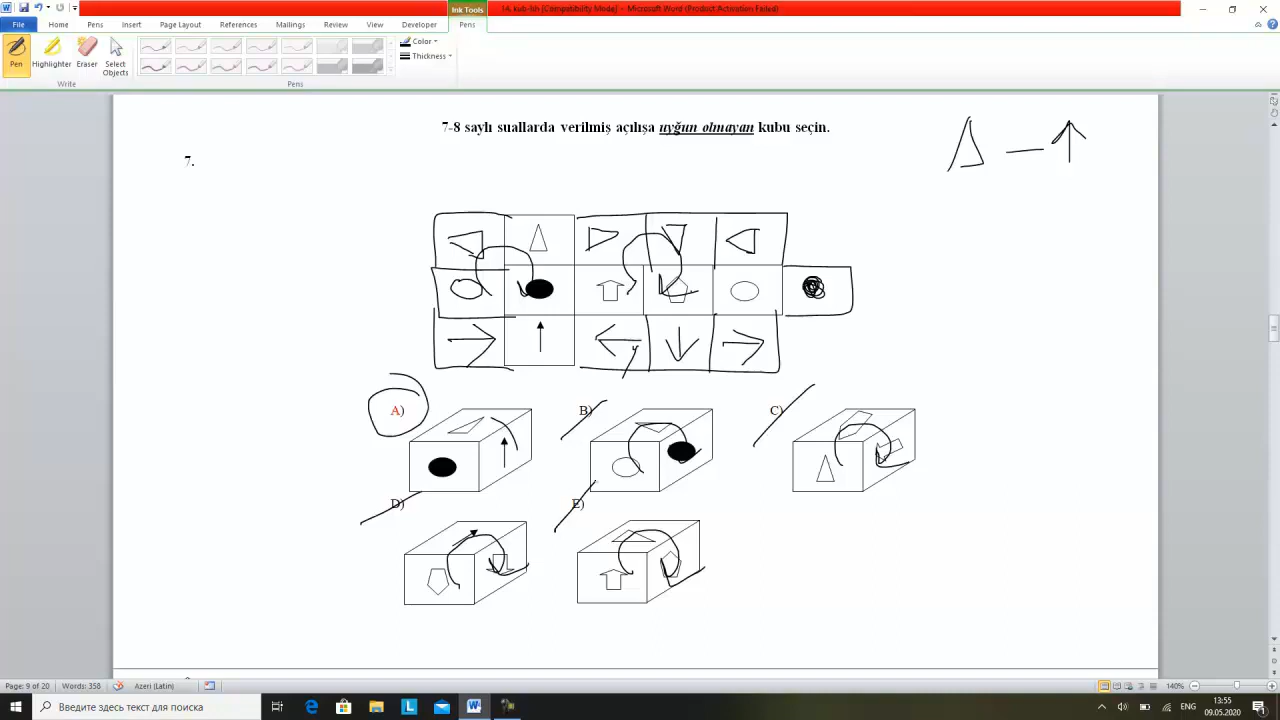 Ink Tools
14. kub-hh [Compatibility Mode] - Microsoft Word (Product Activation Failed)
File Home Pens Insert Page Layout References Mailings Review View Developer Pens
Pen Highlighter Eraser Select Objects
Color
Thickness
Write
Pens
7-8 saylı suallarda verilmiş açılışa uyğun olmayan kubu seçin.
7.
A)
B)
C)
D)
E)
Page: 9 of 20 Words: 358 Azeri (Latin) 140%
Введите здесь текст для поиска
ENG
13:55
09.05.2020